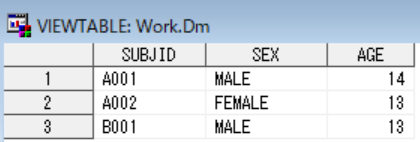 VIEWTABLE: Work.Dm
SUBJID SEX AGE
1 A001 MALE 14
2 A002 FEMALE 13
3 B001 MALE 13